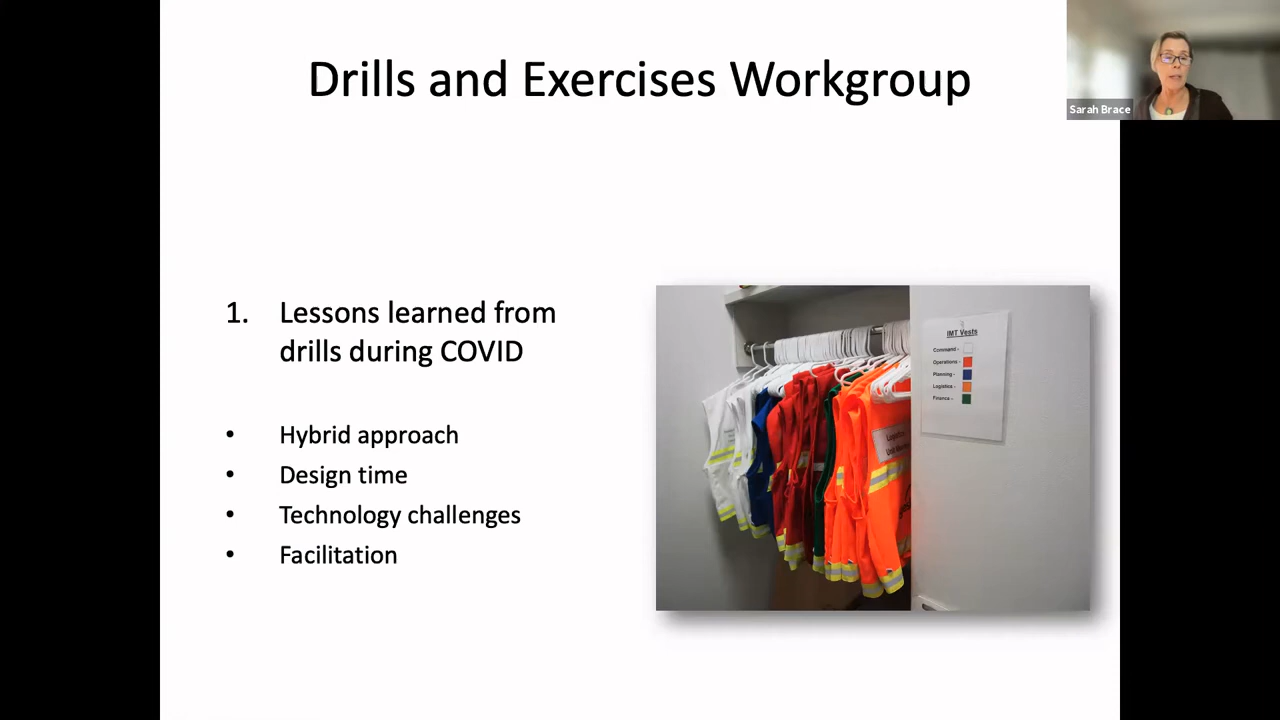 Drills and Exercises Workgroup
Sarah Brace
1. Lessons learned from
drills during COVID
• Hybrid approach
• Design time
• Technology challenges
• Facilitation
IMT Vests
Command -
Operations -
Planning -
Logistics -
Finance -